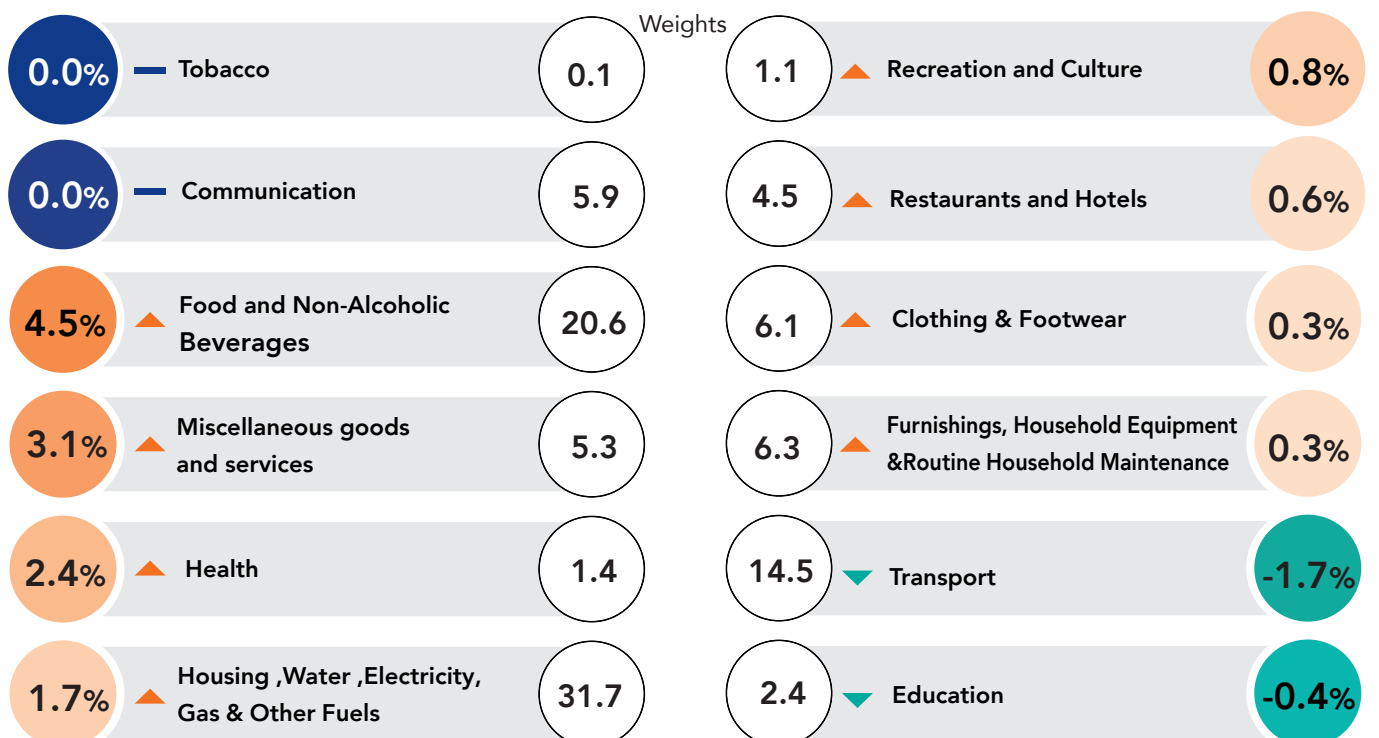 Weights
0.0% Tobacco 0.1
0.0% Communication 5.9
4.5% Food and Non-Alcoholic
Beverages 20.6
3.1% Miscellaneous goods
and services 5.3
2.4% Health 1.4
1.7% Housing ,Water ,Electricity,
Gas & Other Fuels 31.7
1.1 Recreation and Culture 0.8%
4.5 Restaurants and Hotels 0.6%
6.1 Clothing & Footwear 0.3%
6.3 Furnishings, Household Equipment
&Routine Household Maintenance 0.3%
14.5 Transport -1.7%
2.4 Education -0.4%